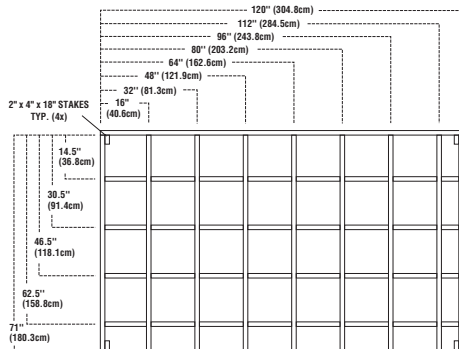 120" (304.8cm)
112" (284.5cm)
96" (243.8cm)
80" (203.2cm)
64" (162.6cm)
48" (121.9cm)
32" (81.3cm)
16"
(40.6cm)
2" x 4" x 18" STAKES
TYP. (4x)
14.5"
(36.8cm)
30.5"
(91.4cm)
46.5"
(118.1cm)
62.5"
(158.8cm)
71"
(180.3cm)